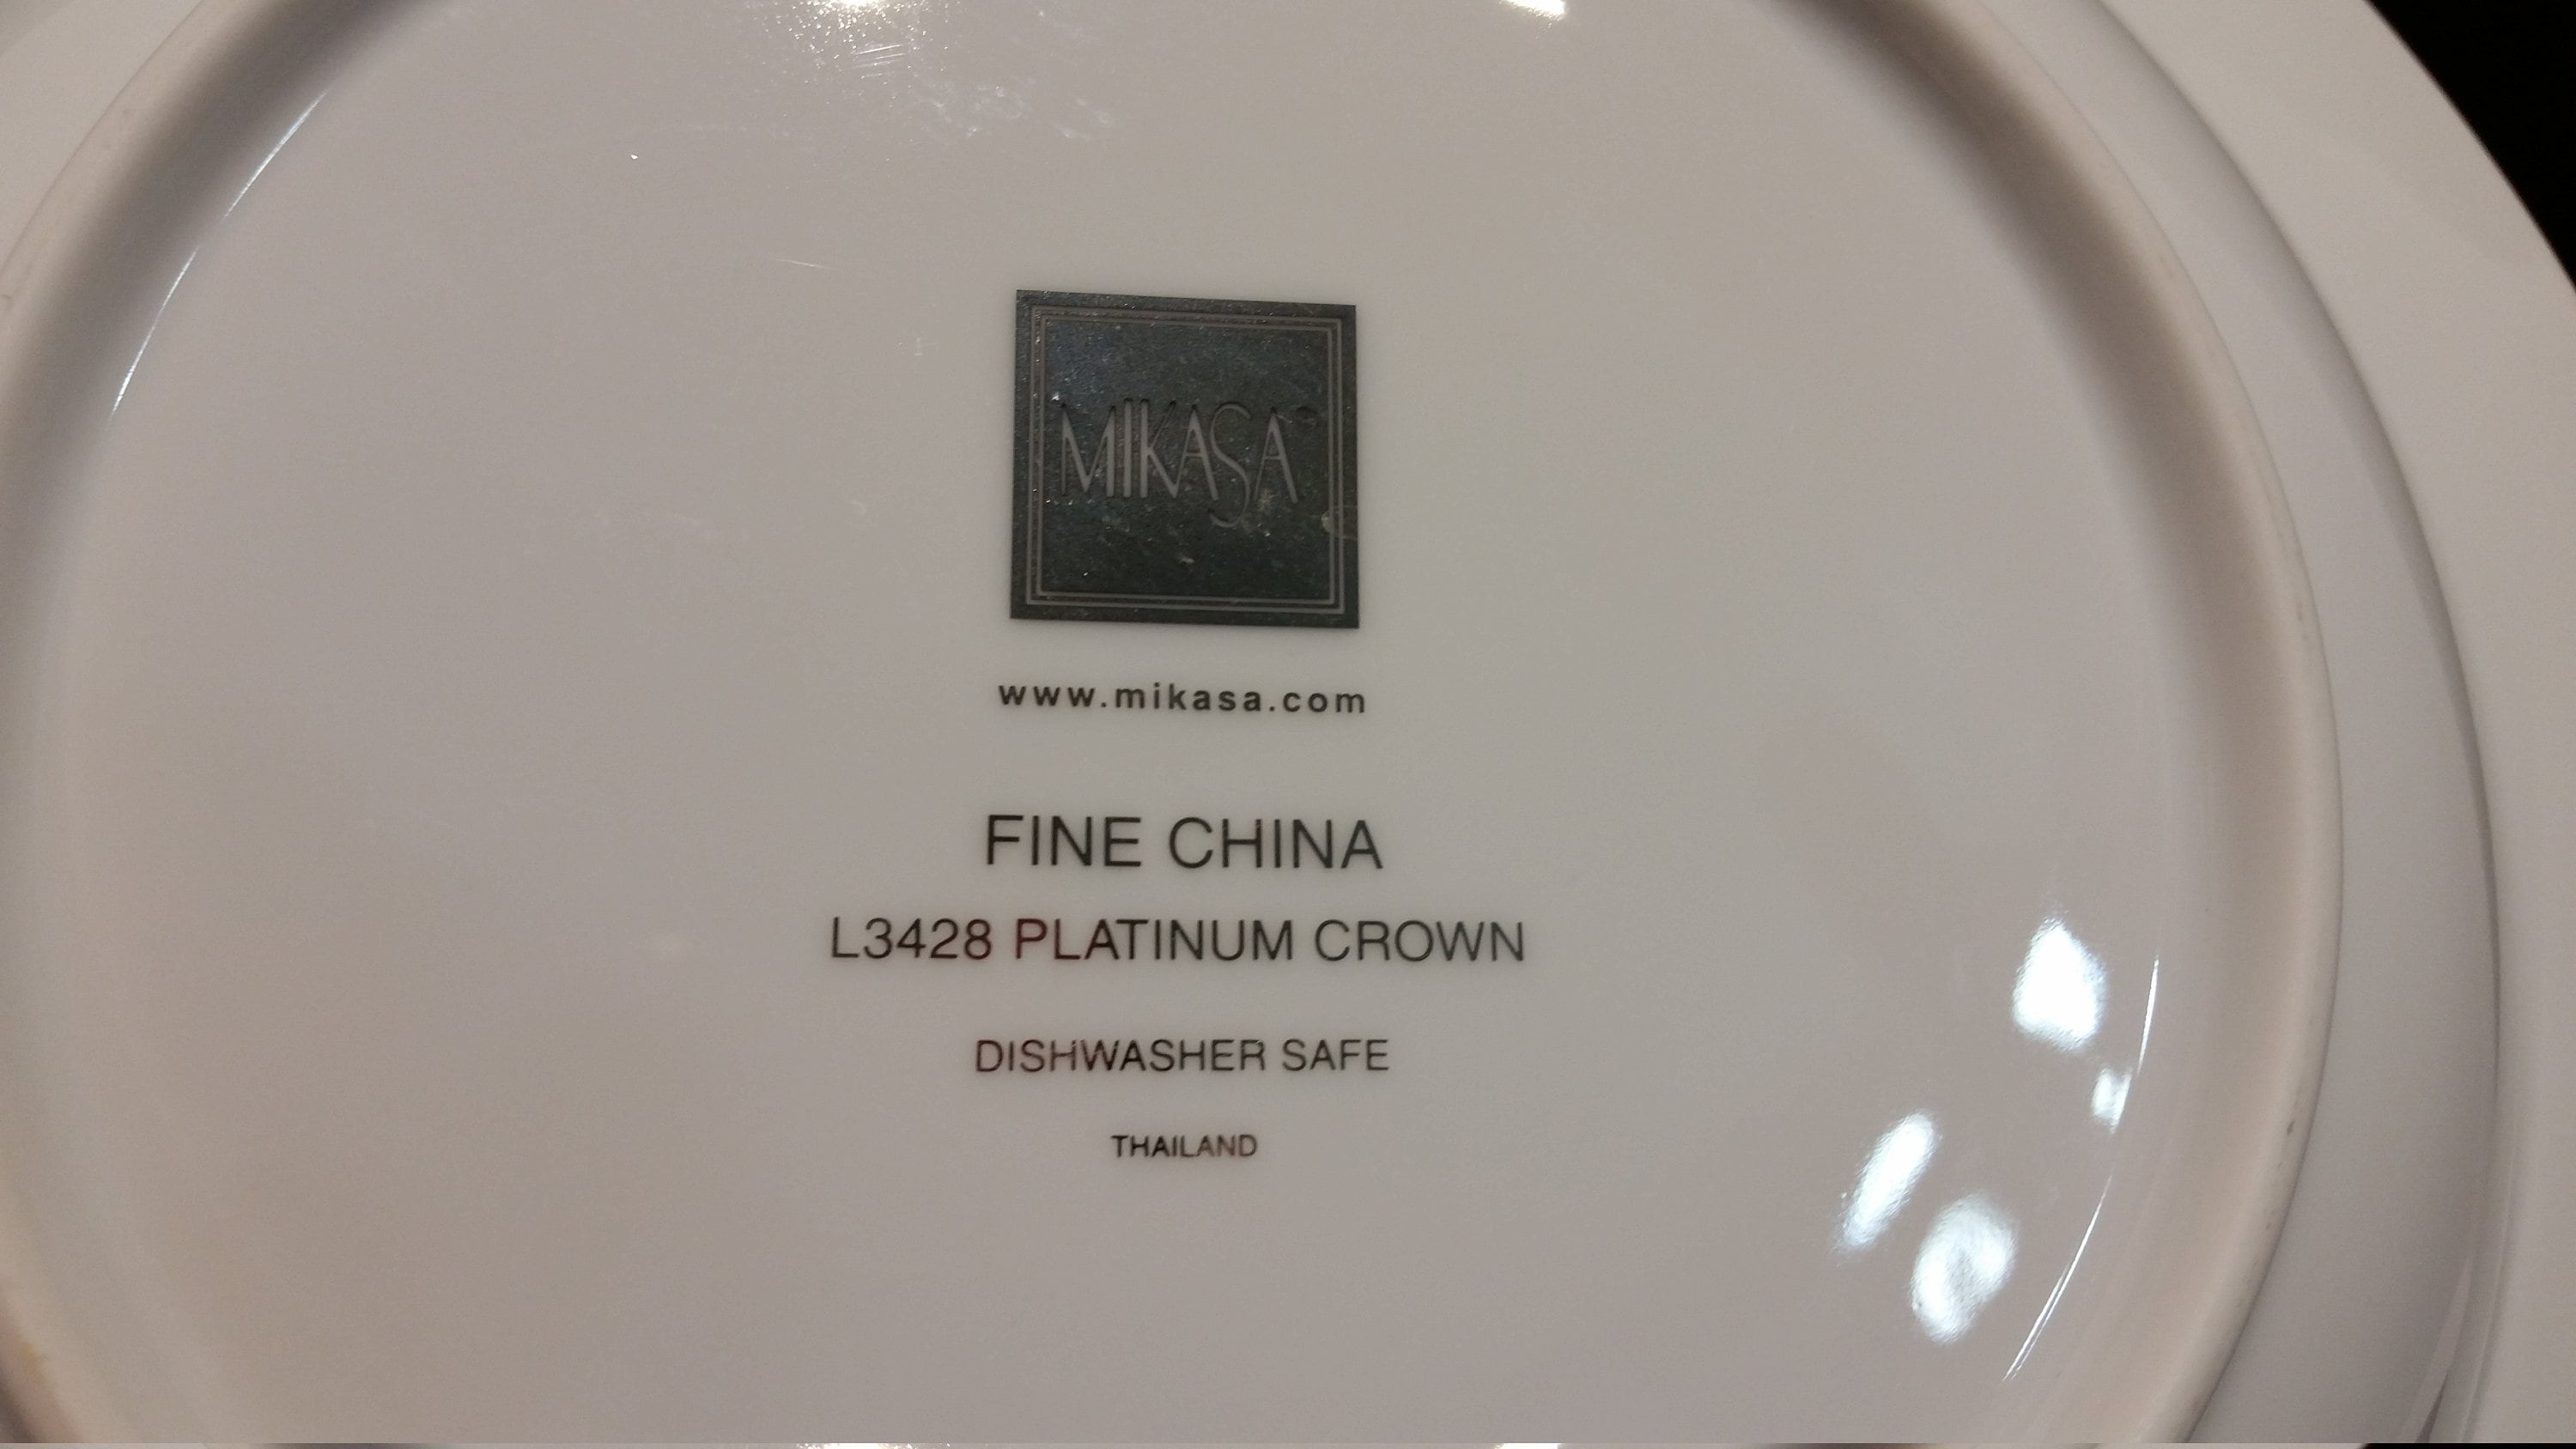 MIKASA®
www.mikasa.com
FINE CHINA
L3428 PLATINUM CROWN
DISHWASHER SAFE
THAILAND